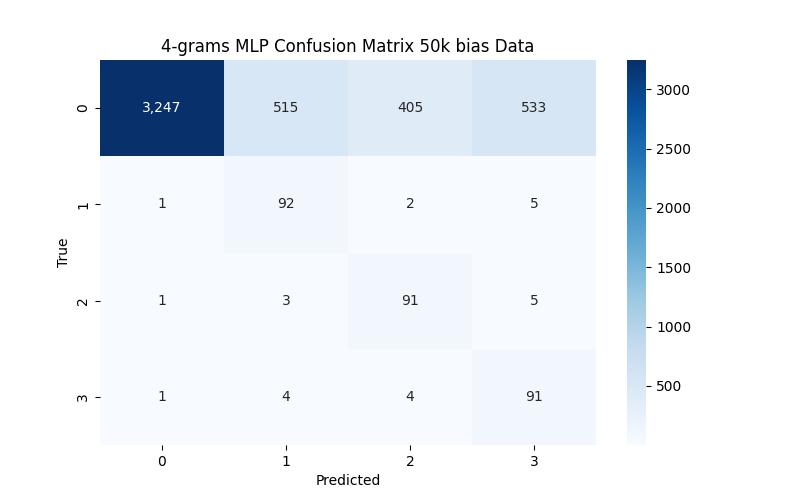 4-grams MLP Confusion Matrix 50k bias Data
0 3,247 515 405 533
1 1 92 2 5
2 1 3 91 5
3 1 4 4 91
0 1 2 3
Predicted
True
3000
2500
2000
1500
1000
500